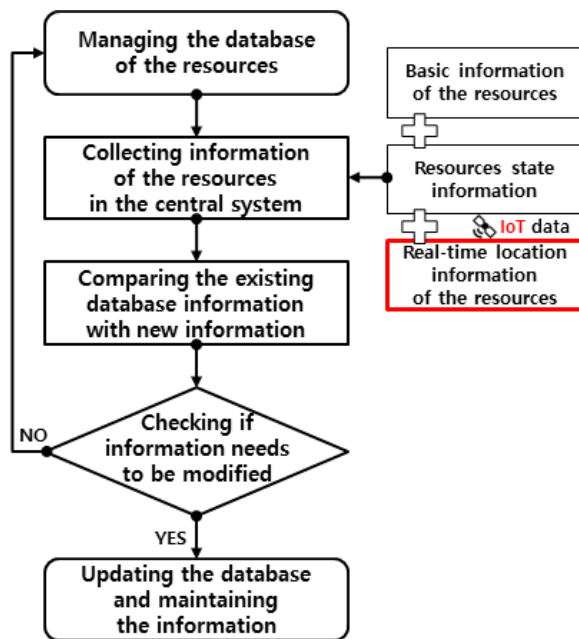 Managing the database
of the resources
Basic information
of the resources
Collecting information
of the resources
in the central system
Resources state
information
IoT data
Real-time location
information
of the resources
Comparing the existing
database information
with new information
Checking if
information needs
to be modified
NO
YES
Updating the database
and maintaining
the information